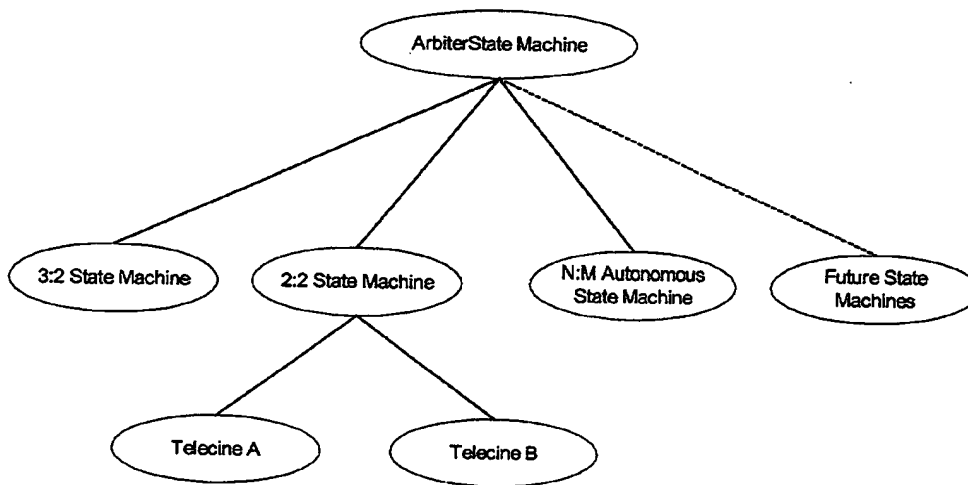 ArbiterState Machine
3:2 State Machine
2:2 State Machine
N:M Autonomous
State Machine
Future State
Machines
Telecine A
Telecine B